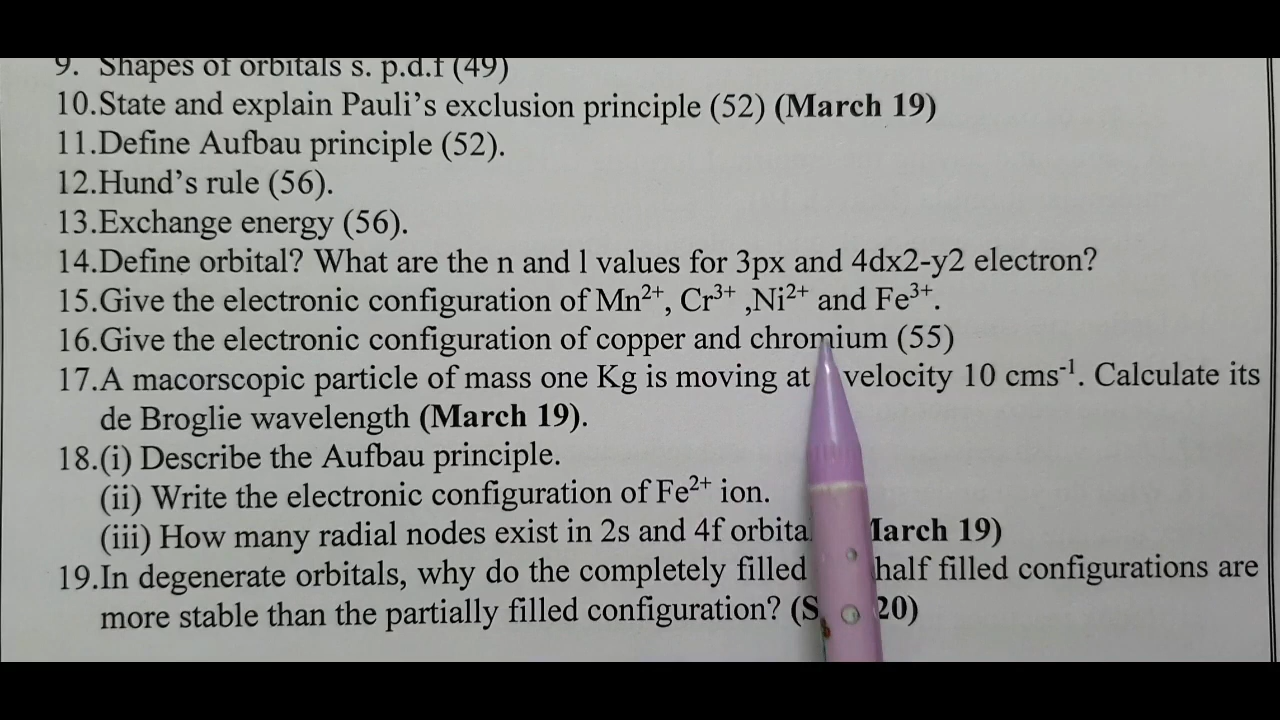 9. Shapes of orbitals s. p.d.f (49)
10.State and explain Pauli's exclusion principle (52) (March 19)
11.Define Aufbau principle (52).
12.Hund's rule (56).
13.Exchange energy (56).
14.Define orbital? What are the n and l values for 3px and 4dx2-y2 electron?
15.Give the electronic configuration of Mn²⁺, Cr³⁺ ,Ni²⁺ and Fe³⁺.
16.Give the electronic configuration of copper and chromium (55)
17.A macorscopic particle of mass one Kg is moving at velocity 10 cms⁻¹. Calculate its
de Broglie wavelength (March 19).
18.(i) Describe the Aufbau principle.
(ii) Write the electronic configuration of Fe²⁺ ion.
(iii) How many radial nodes exist in 2s and 4f 19)
19.In degenerate orbitals, why do the completely filled half filled configurations are
more stable than the partially filled configuration? 20)